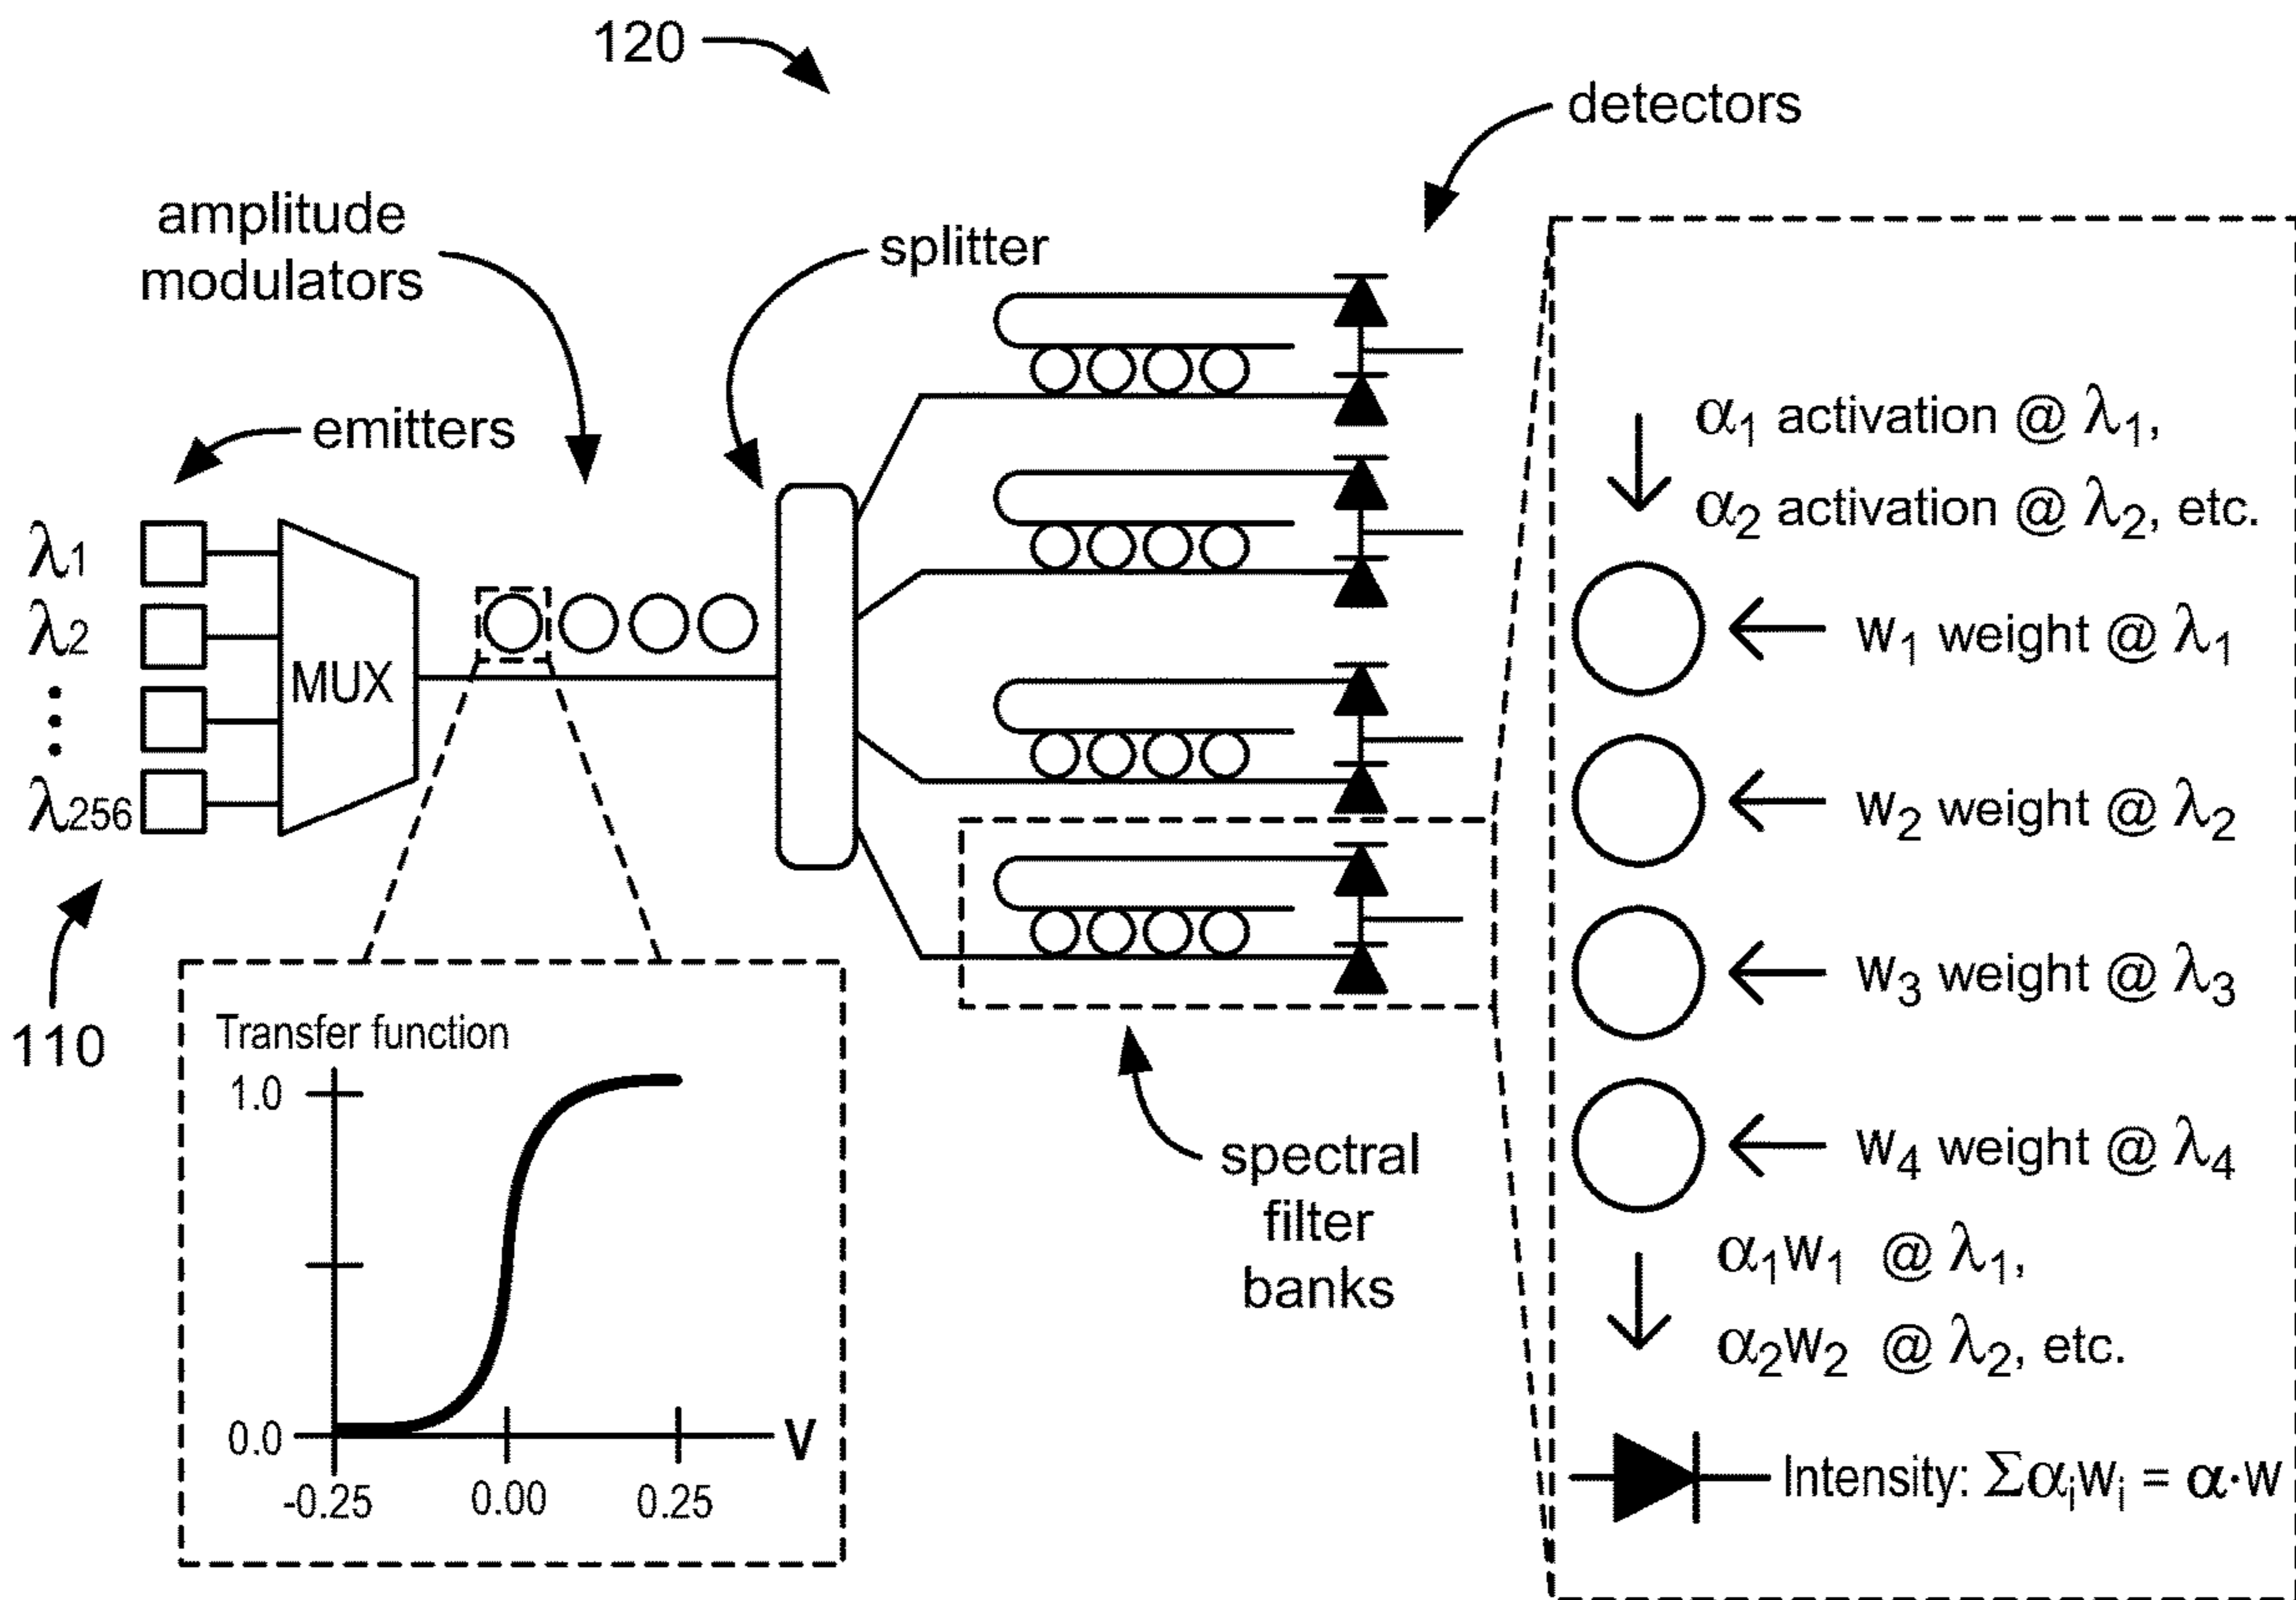 120
detectors
amplitude
modulators
splitter
emitters
λ1
λ2
⋮
λ256
MUX
110
Transfer function
1.0
0.0
-0.25
0.00
0.25
V
spectral
filter
banks
α₁ activation @ λ₁,
α₂ activation @ λ₂, etc.
w₁ weight @ λ₁
w₂ weight @ λ₂
w₃ weight @ λ₃
w₄ weight @ λ₄
α₁w₁ @ λ₁,
α₂w₂ @ λ₂, etc.
Intensity: Σαᵢwᵢ = α·w